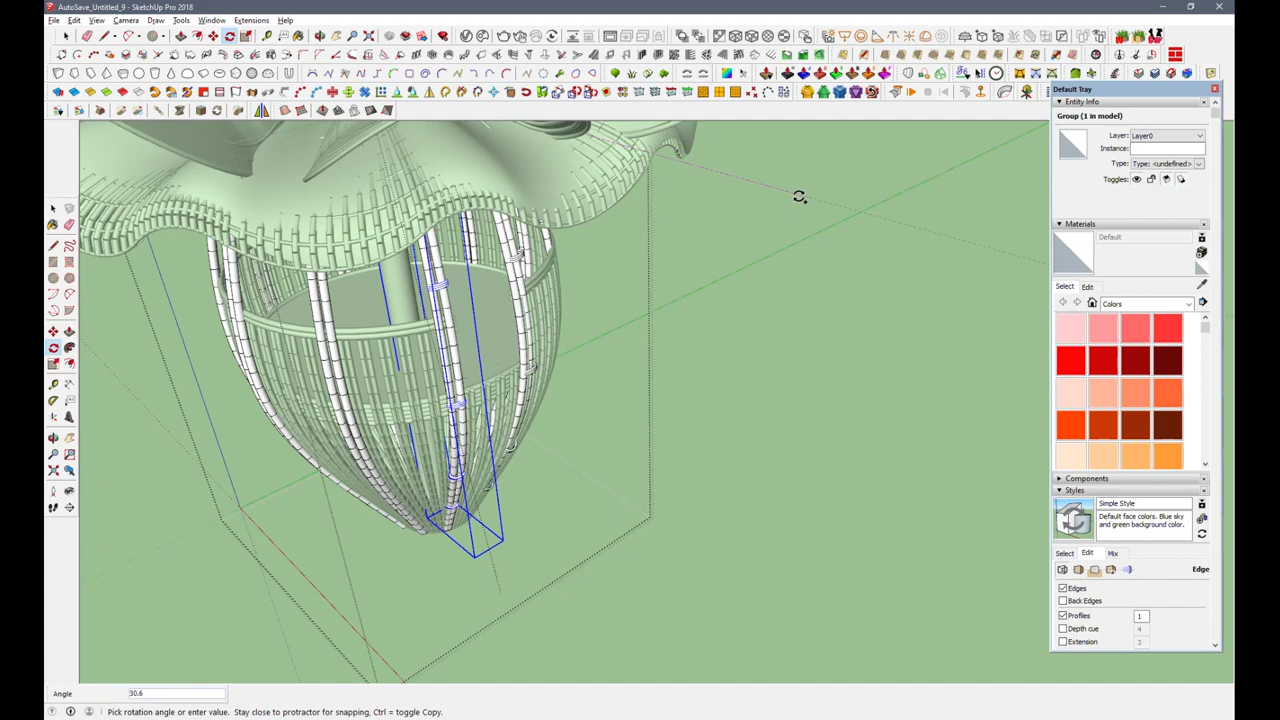 AutoSave_Untitled_9 - SketchUp Pro 2018
File Edit View Camera Draw Tools Window Extensions Help
Default Tray
Entity Info
Group (1 in model)
Layer: Layer0
Instance:
Type: Type: <undefined>
Toggles:
Materials
Default
Select Edit
Colors
Components
Styles
Simple Style
Default face colors. Blue sky
and green background color.
Select Edit Mix
Edge
Edges
Back Edges
Profiles 1
Depth cue 4
Extension 3
Angle 30.6
Pick rotation angle or enter value. Stay close to protractor for snapping, Ctrl = toggle Copy.